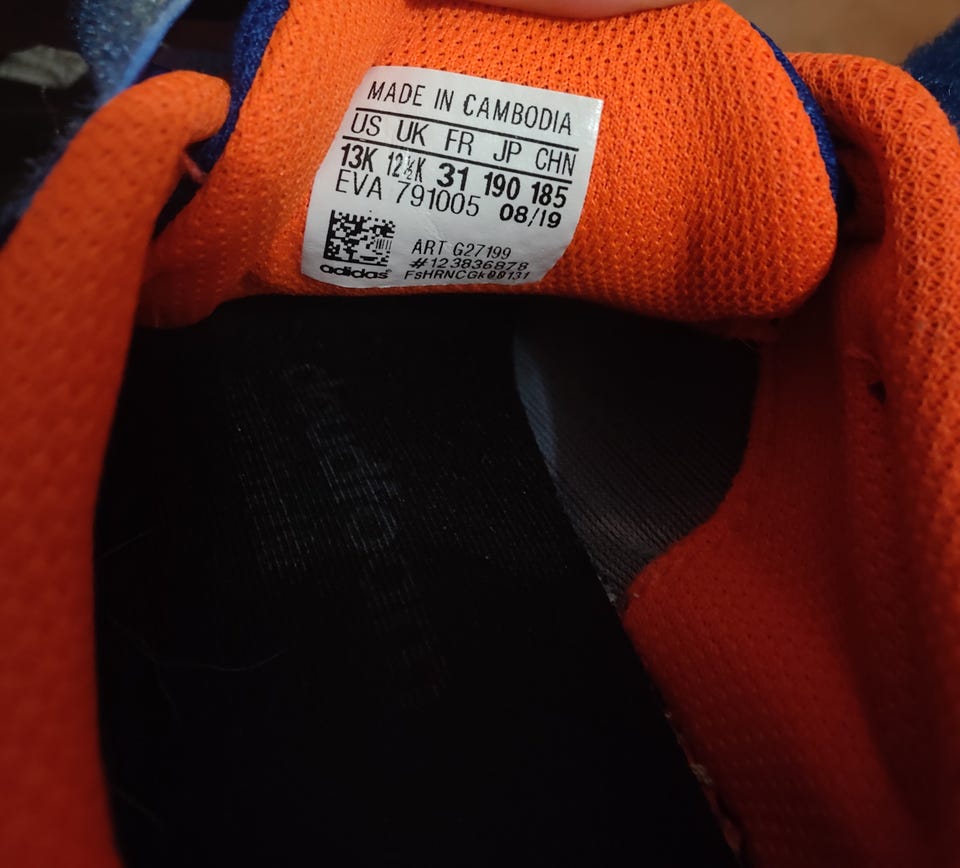 MADE IN CAMBODIA
US UK FR JP CHN
13K 12½K 31 190 185
EVA 791005 08/19
ART G27199
#123836878
adidas